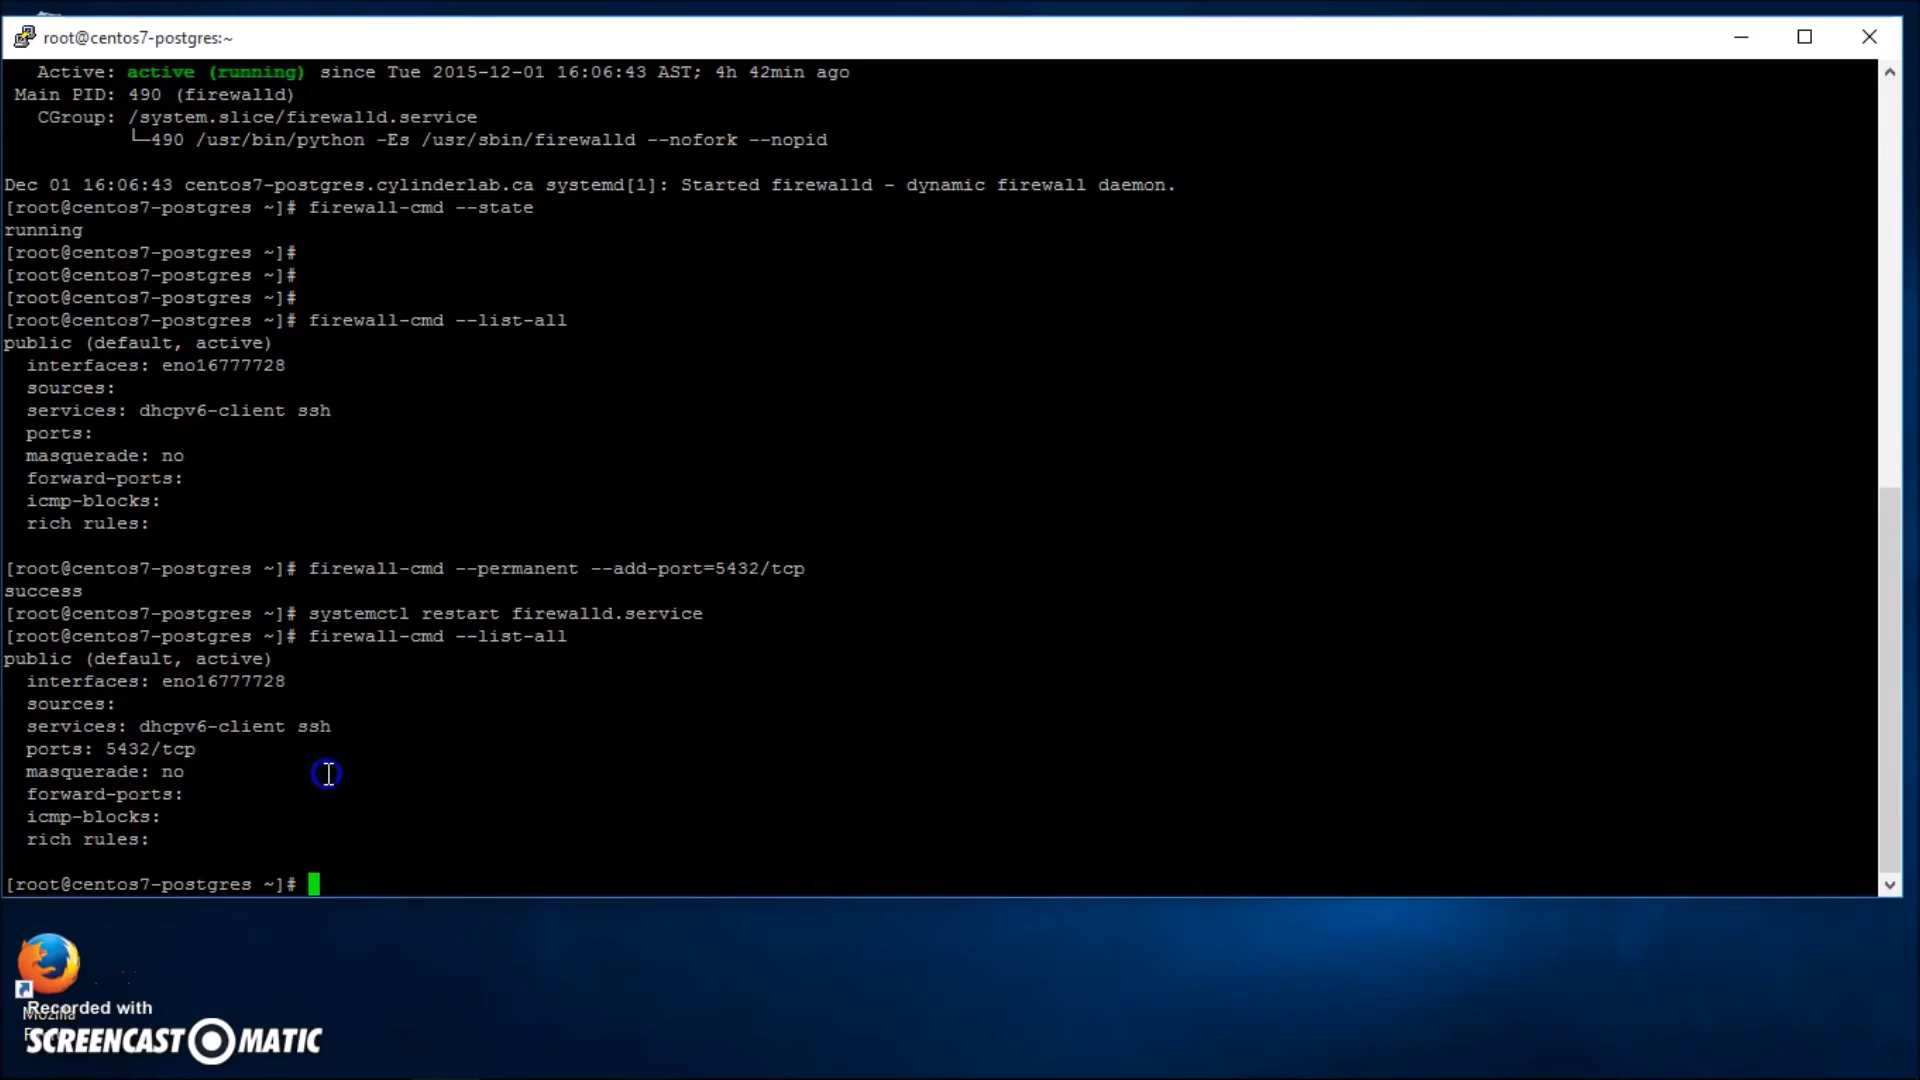 root@centos7-postgres:~
Active: active (running) since Tue 2015-12-01 16:06:43 AST; 4h 42min ago
Main PID: 490 (firewalld)
CGroup: /system.slice/firewalld.service
└─490 /usr/bin/python -Es /usr/sbin/firewalld --nofork --nopid
Dec 01 16:06:43 centos7-postgres.cylinderlab.ca systemd[1]: Started firewalld - dynamic firewall daemon.
[root@centos7-postgres ~]# firewall-cmd --state
running
[root@centos7-postgres ~]#
[root@centos7-postgres ~]#
[root@centos7-postgres ~]#
[root@centos7-postgres ~]# firewall-cmd --list-all
public (default, active)
interfaces: eno16777728
sources:
services: dhcpv6-client ssh
ports:
masquerade: no
forward-ports:
icmp-blocks:
rich rules:
[root@centos7-postgres ~]# firewall-cmd --permanent --add-port=5432/tcp
success
[root@centos7-postgres ~]# systemctl restart firewalld.service
[root@centos7-postgres ~]# firewall-cmd --list-all
public (default, active)
interfaces: eno16777728
sources:
services: dhcpv6-client ssh
ports: 5432/tcp
masquerade: no
forward-ports:
icmp-blocks:
rich rules:
[root@centos7-postgres ~]#
Recorded with
Mozilla
SCREENCAST MATIC